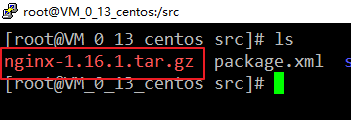 root@VM_0_13_centos:/src
[root@VM_0_13_centos src]# ls
nginx-1.16.1.tar.gz package.xml
[root@VM_0_13_centos src]#